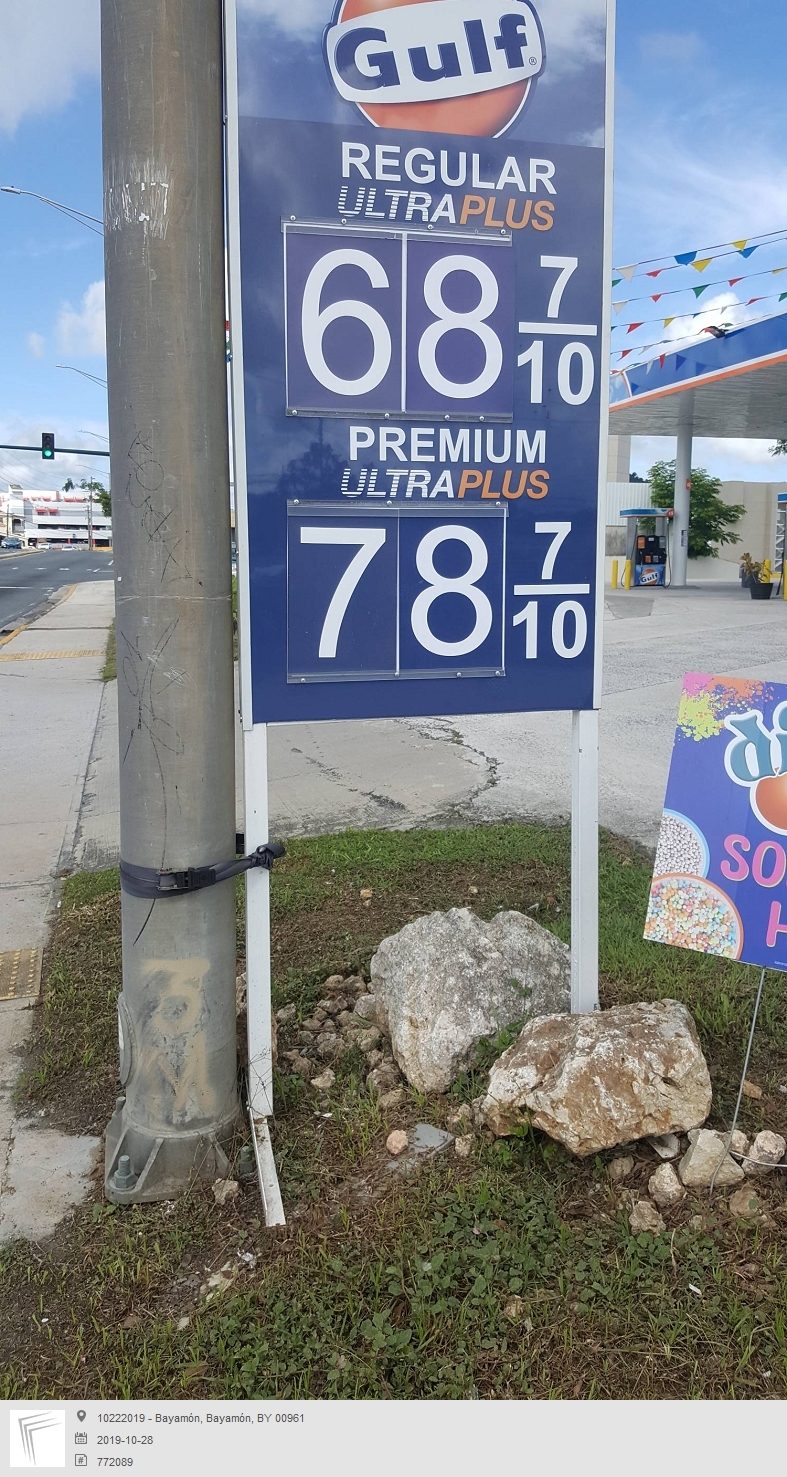 Gulf®
REGULAR
ULTRAPLUS
68 7/10
PREMIUM
ULTRAPLUS
78 7/10
Gulf
10222019 - Bayamón, Bayamón, BY 00961
2019-10-28
772089